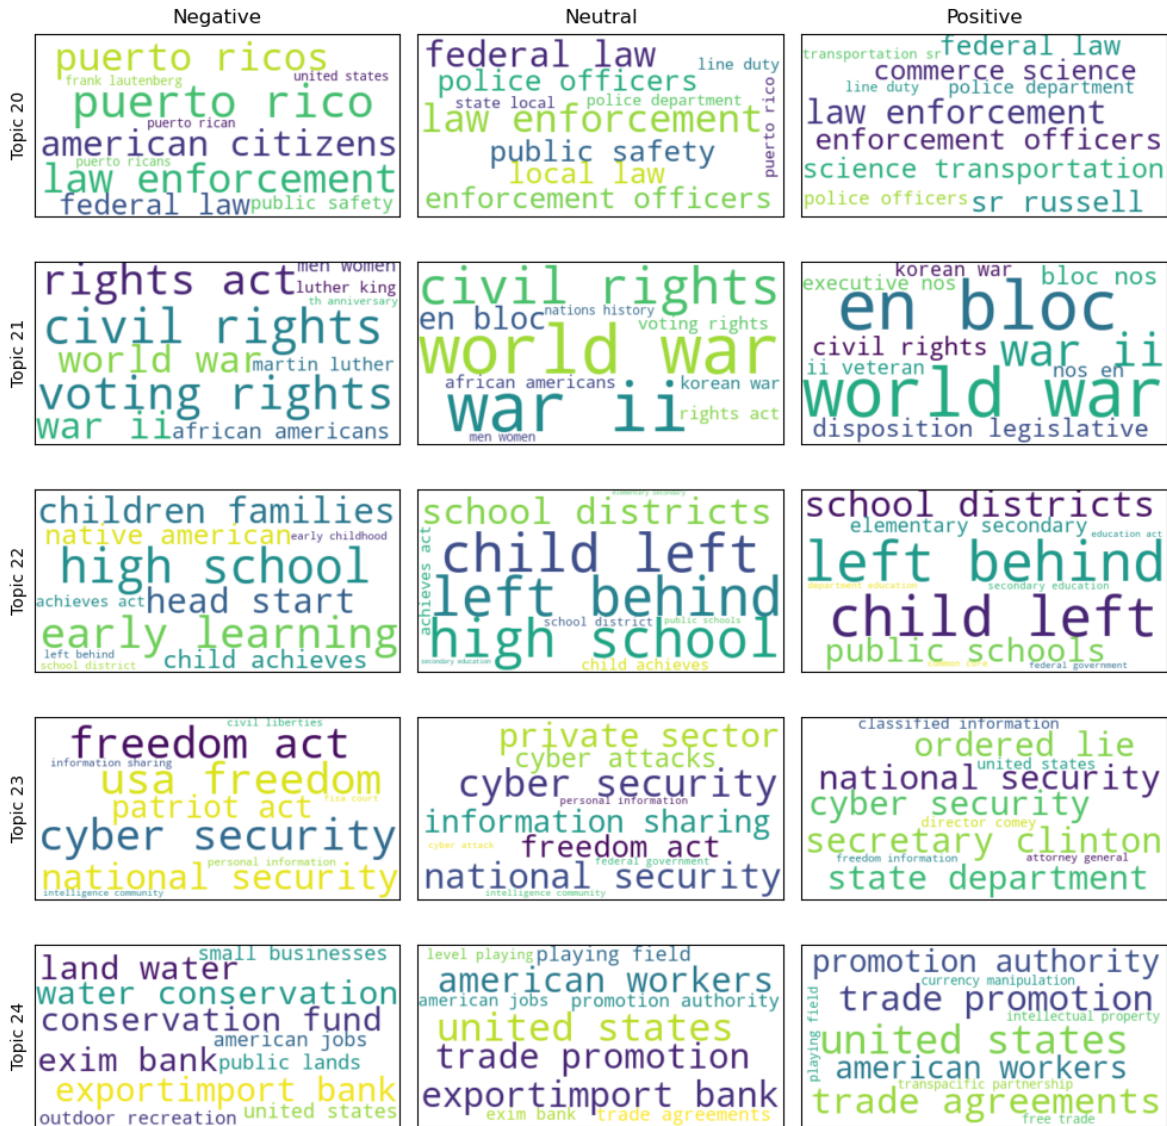 Negative
Neutral
Positive
Topic 20
puerto ricos
frank lautenberg
united states
puerto rico
puerto rican
american citizens
puerto ricans
law enforcement
federal law
public safety
federal law
line duty
police officers
state local
police department
law enforcement
puerto rico
public safety
local law
enforcement officers
transportation sr
federal law
commerce science
line duty
police department
law enforcement
enforcement officers
science transportation
police officers
sr russell
Topic 21
rights act
men women
luther king
th anniversary
civil rights
world war
martin luther
voting rights
war ii
african americans
civil rights
en bloc
nations history
voting rights
world war
african americans
korean war
war ii
rights act
men women
korean war
bloc nos
executive nos
en bloc
civil rights
war ii
ii veteran
nos en
world war
disposition legislative
Topic 22
children families
native american
early childhood
high school
achieves act
head start
early learning
left behind
school district
child achieves
elementary secondary
school districts
achieves act
child left
left behind
school district
public schools
high school
secondary education
child achieves
school districts
elementary secondary
education act
left behind
department education
secondary education
child left
public schools
common core
federal government
Topic 23
civil liberties
freedom act
information sharing
usa freedom
patriot act
fisa court
cyber security
personal information
national security
intelligence community
private sector
cyber attacks
cyber security
personal information
information sharing
cyber attack
freedom act
federal government
national security
intelligence community
classified information
ordered lie
united states
national security
cyber security
director comey
secretary clinton
freedom information
attorney general
state department
Topic 24
small businesses
land water
water conservation
conservation fund
american jobs
exim bank
public lands
exportimport bank
outdoor recreation
united states
level playing
playing field
american workers
american jobs
promotion authority
united states
trade promotion
exportimport bank
exim bank
trade agreements
promotion authority
currency manipulation
trade promotion
playing field
intellectual property
united states
american workers
transpacific partnership
trade agreements
free trade